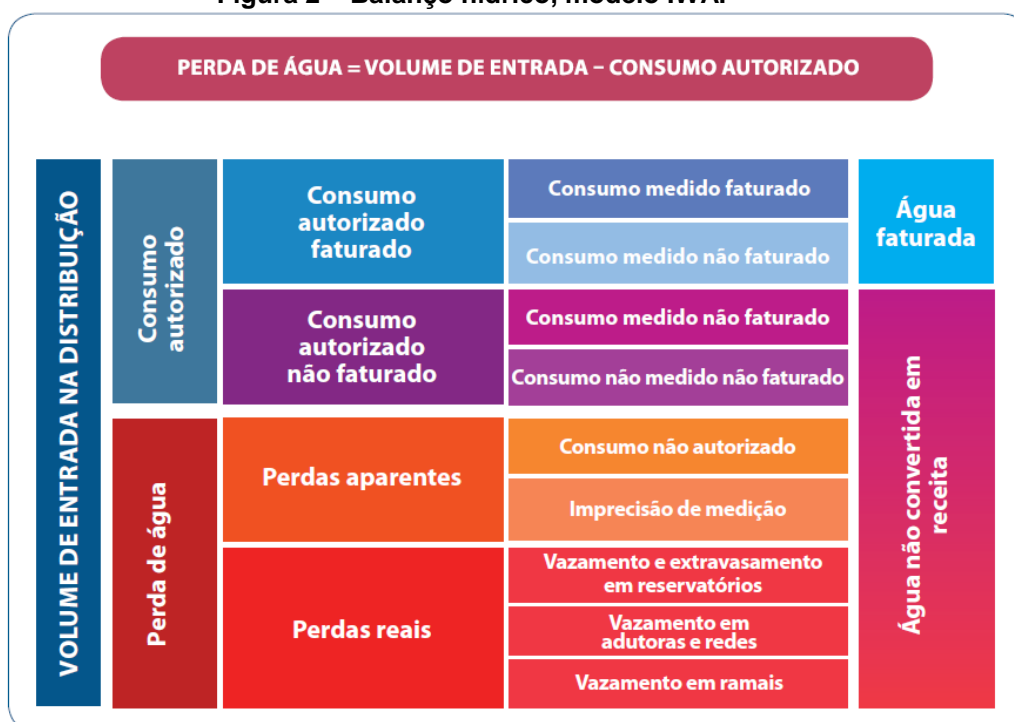 PERDA DE ÁGUA = VOLUME DE ENTRADA – CONSUMO AUTORIZADO
VOLUME DE ENTRADA NA DISTRIBUIÇÃO
Consumo
autorizado
Consumo
autorizado
faturado
Consumo medido faturado
Consumo medido não faturado
Água
faturada
Consumo
autorizado
não faturado
Consumo medido não faturado
Consumo não medido não faturado
Água não convertida em
receita
Perda de água
Perdas aparentes
Consumo não autorizado
Imprecisão de medição
Perdas reais
Vazamento e extravasamento
em reservatórios
Vazamento em
adutoras e redes
Vazamento em ramais